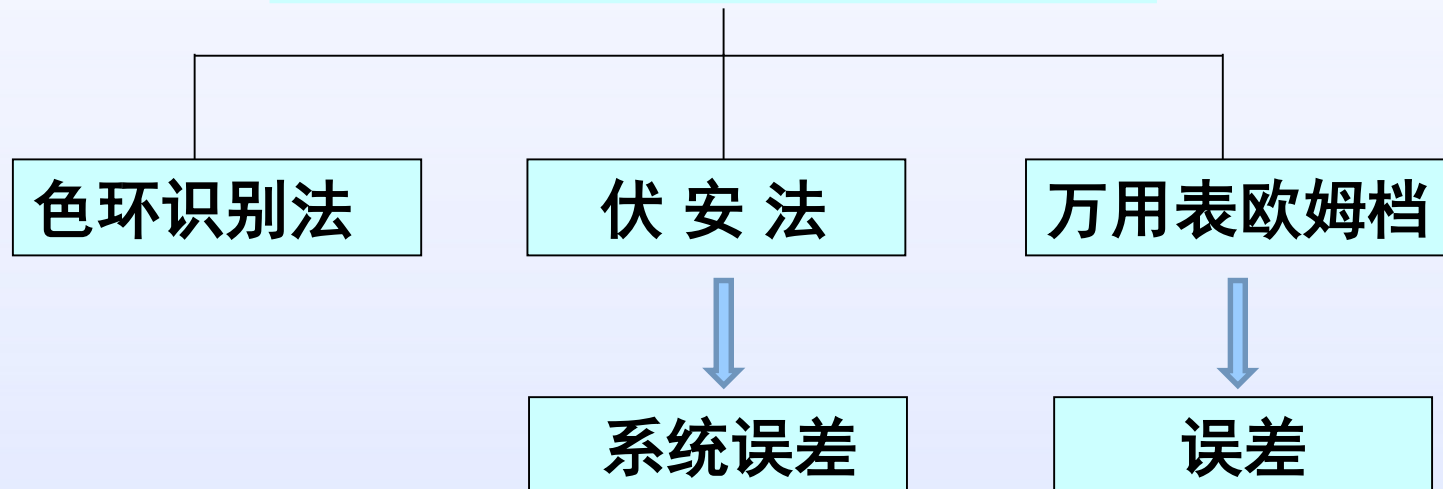 色环识别法
伏 安 法
万用表欧姆档
系统误差
误差